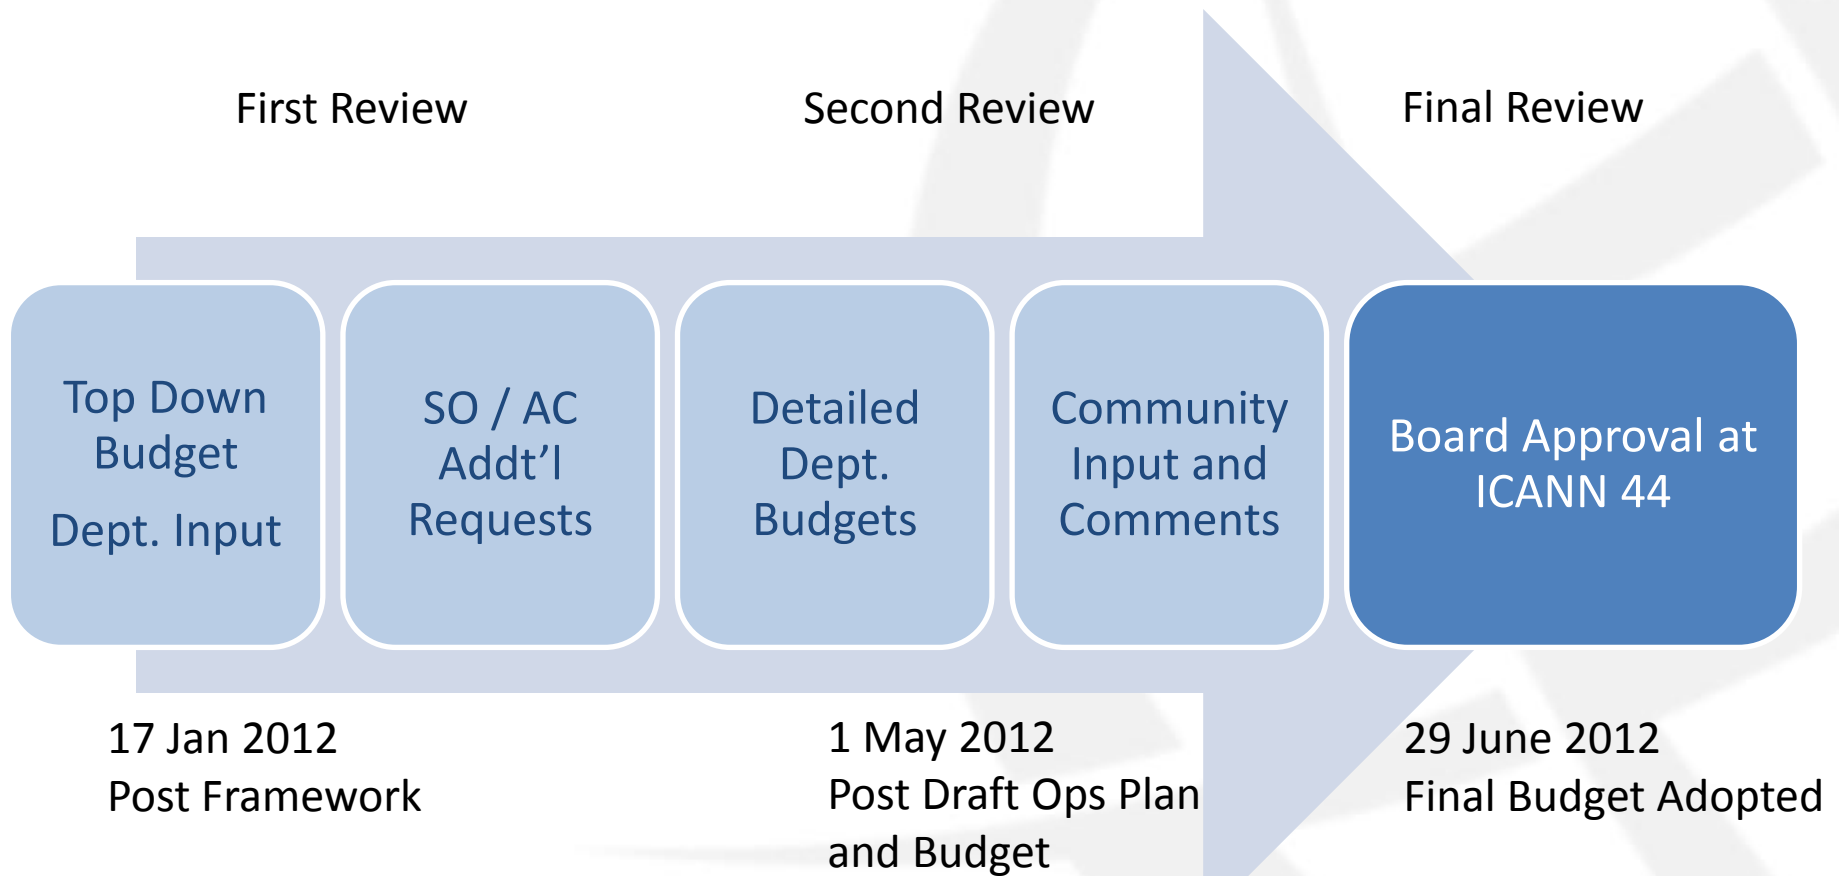 First Review
Second Review
Final Review
Top Down
Budget
Dept. Input
SO / AC
Addt’l
Requests
Detailed
Dept.
Budgets
Community
Input and
Comments
Board Approval at
ICANN 44
17 Jan 2012
Post Framework
1 May 2012
Post Draft Ops Plan
and Budget
29 June 2012
Final Budget Adopted